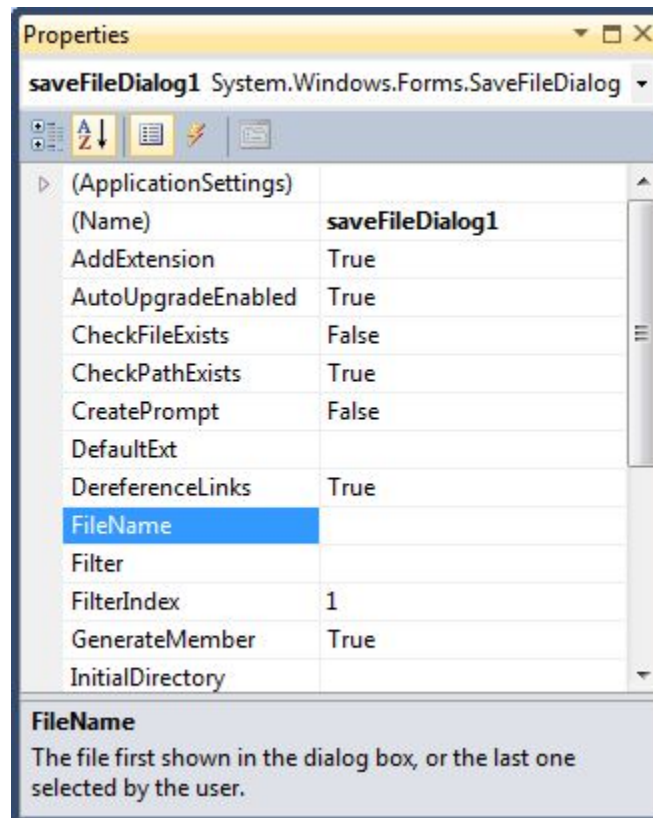 Properties
saveFileDialog1 System.Windows.Forms.SaveFileDialog
(ApplicationSettings)
(Name) saveFileDialog1
AddExtension True
AutoUpgradeEnabled True
CheckFileExists False
CheckPathExists True
CreatePrompt False
DefaultExt
DereferenceLinks True
FileName
Filter
FilterIndex 1
GenerateMember True
InitialDirectory
FileName
The file first shown in the dialog box, or the last one
selected by the user.